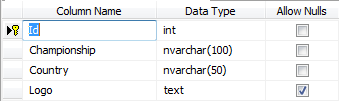 Column Name Data Type Allow Nulls
Id int
Championship nvarchar(100)
Country nvarchar(50)
Logo text